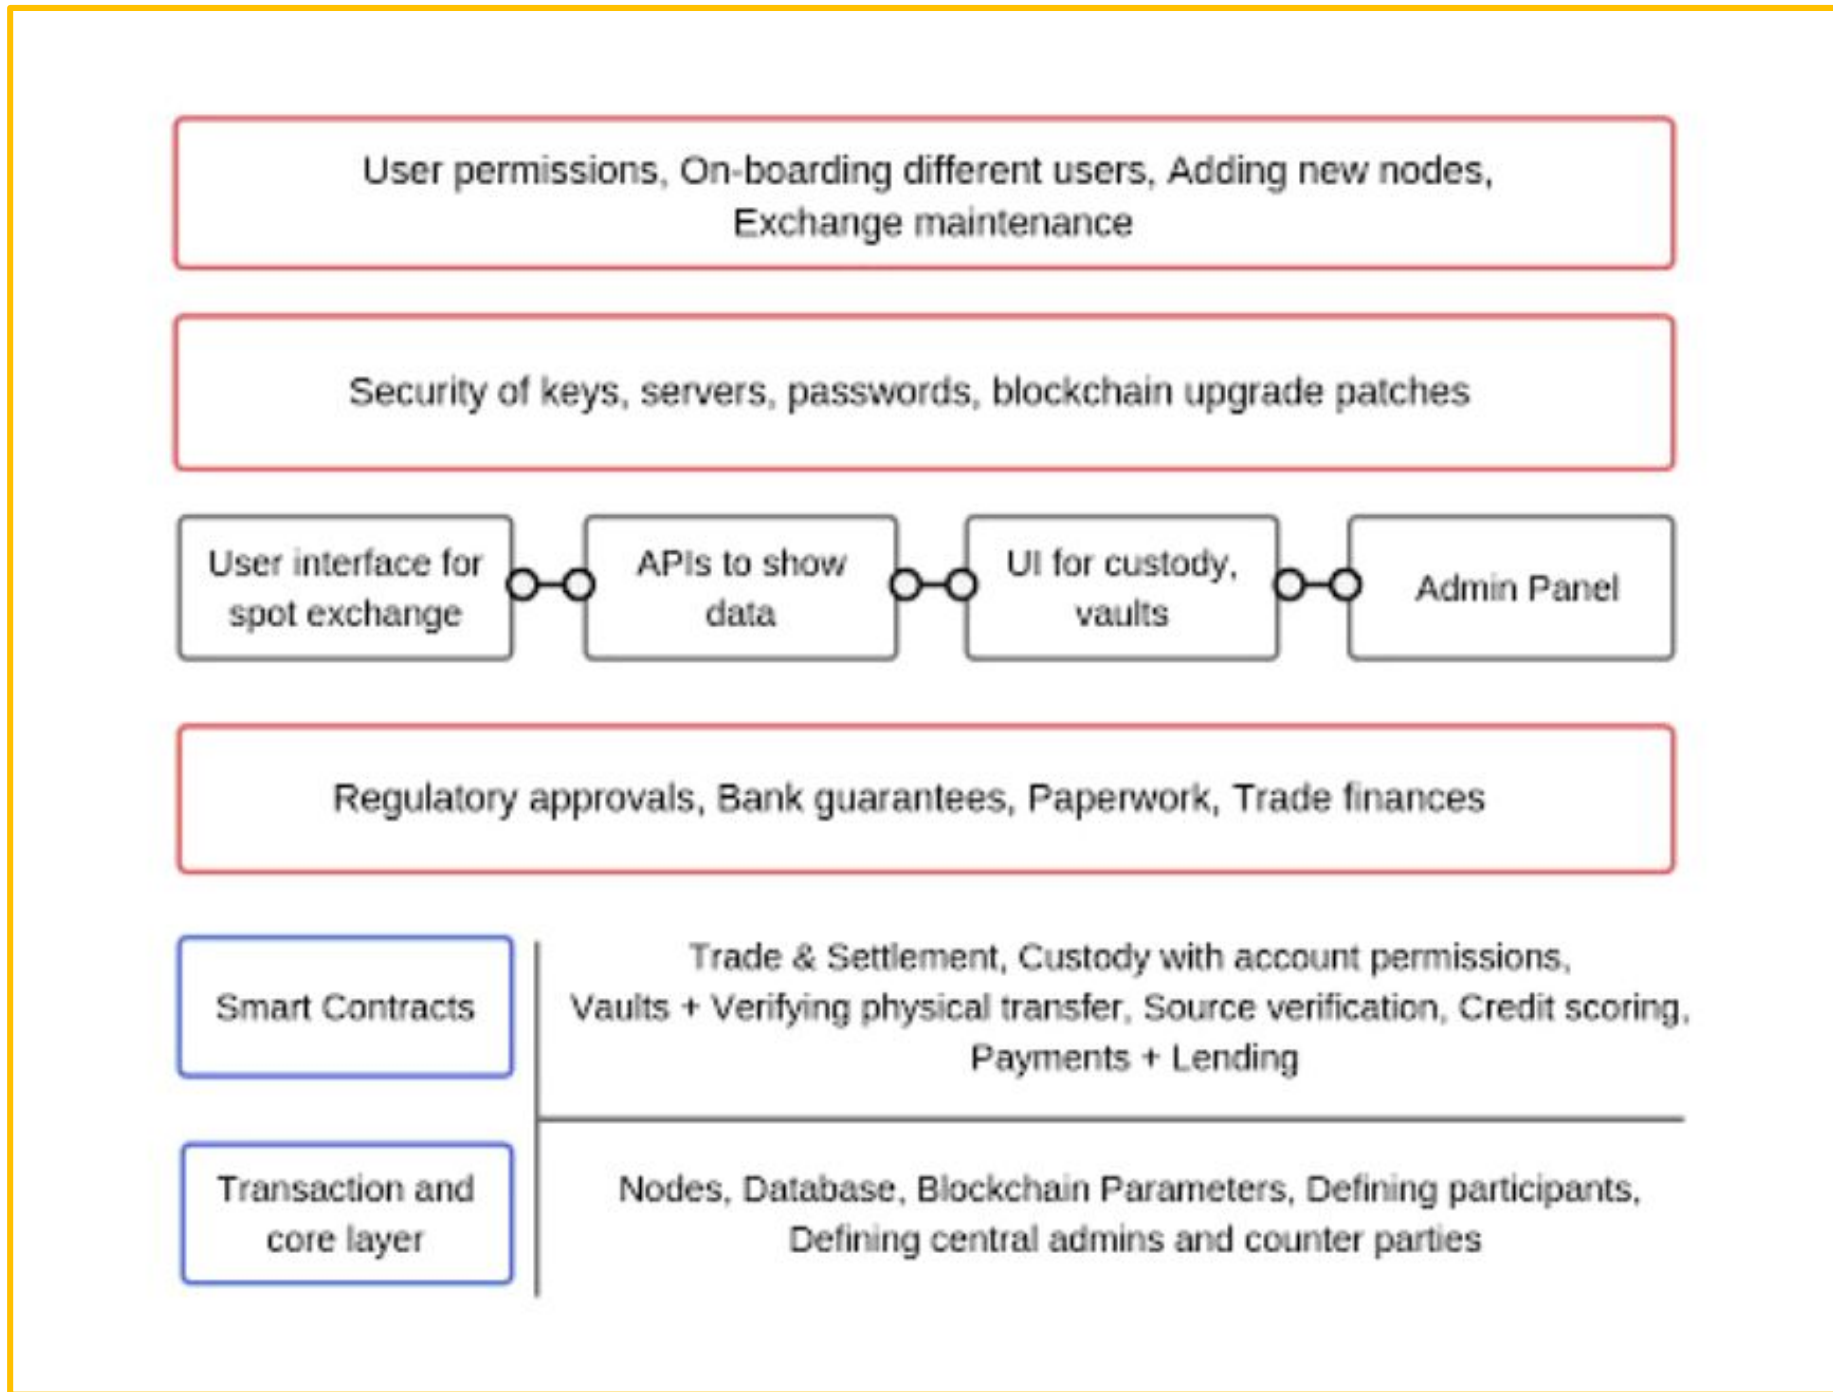 User permissions, On-boarding different users, Adding new nodes,
Exchange maintenance
Security of keys, servers, passwords, blockchain upgrade patches
User interface for
spot exchange
APIs to show
data
UI for custody,
vaults
Admin Panel
Regulatory approvals, Bank guarantees, Paperwork, Trade finances
Smart Contracts
Trade & Settlement, Custody with account permissions,
Vaults + Verifying physical transfer, Source verification, Credit scoring,
Payments + Lending
Transaction and
core layer
Nodes, Database, Blockchain Parameters, Defining participants,
Defining central admins and counter parties